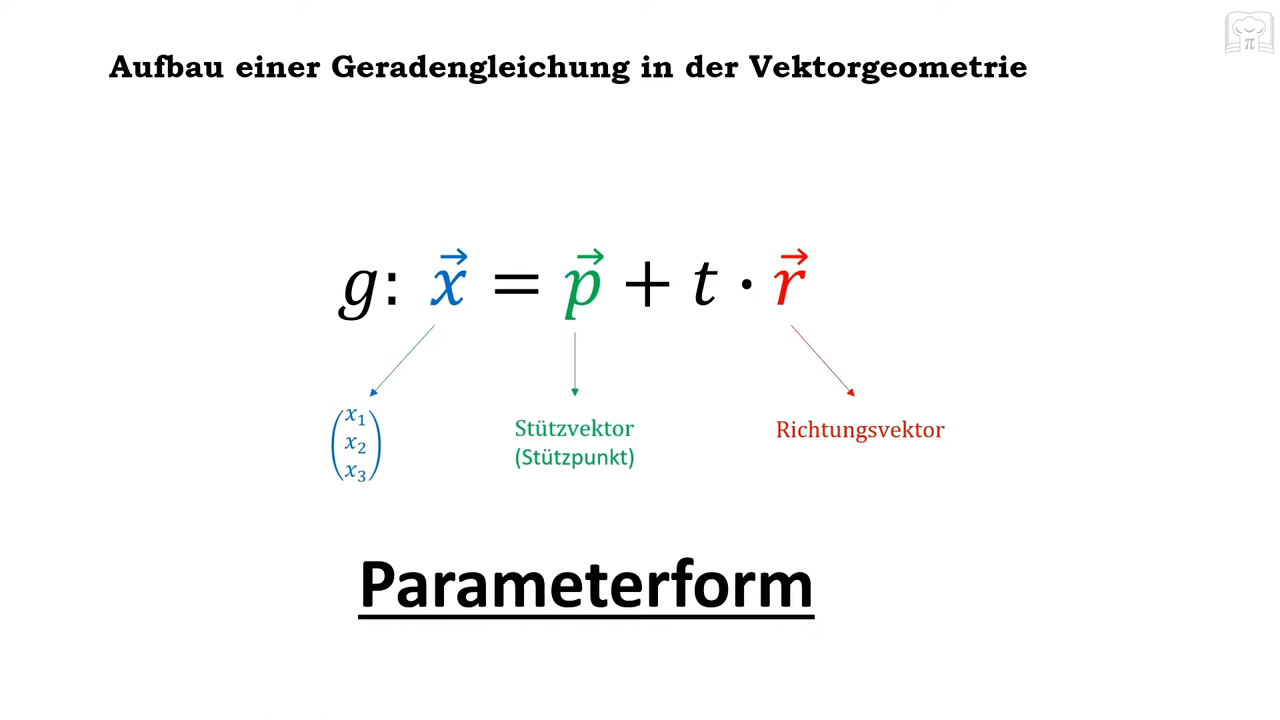 Aufbau einer Geradengleichung in der Vektorgeometrie
π
g: x⃗ = p⃗ + t · r⃗
x₁
x₂
x₃
Stützvektor
(Stützpunkt)
Richtungsvektor
Parameterform